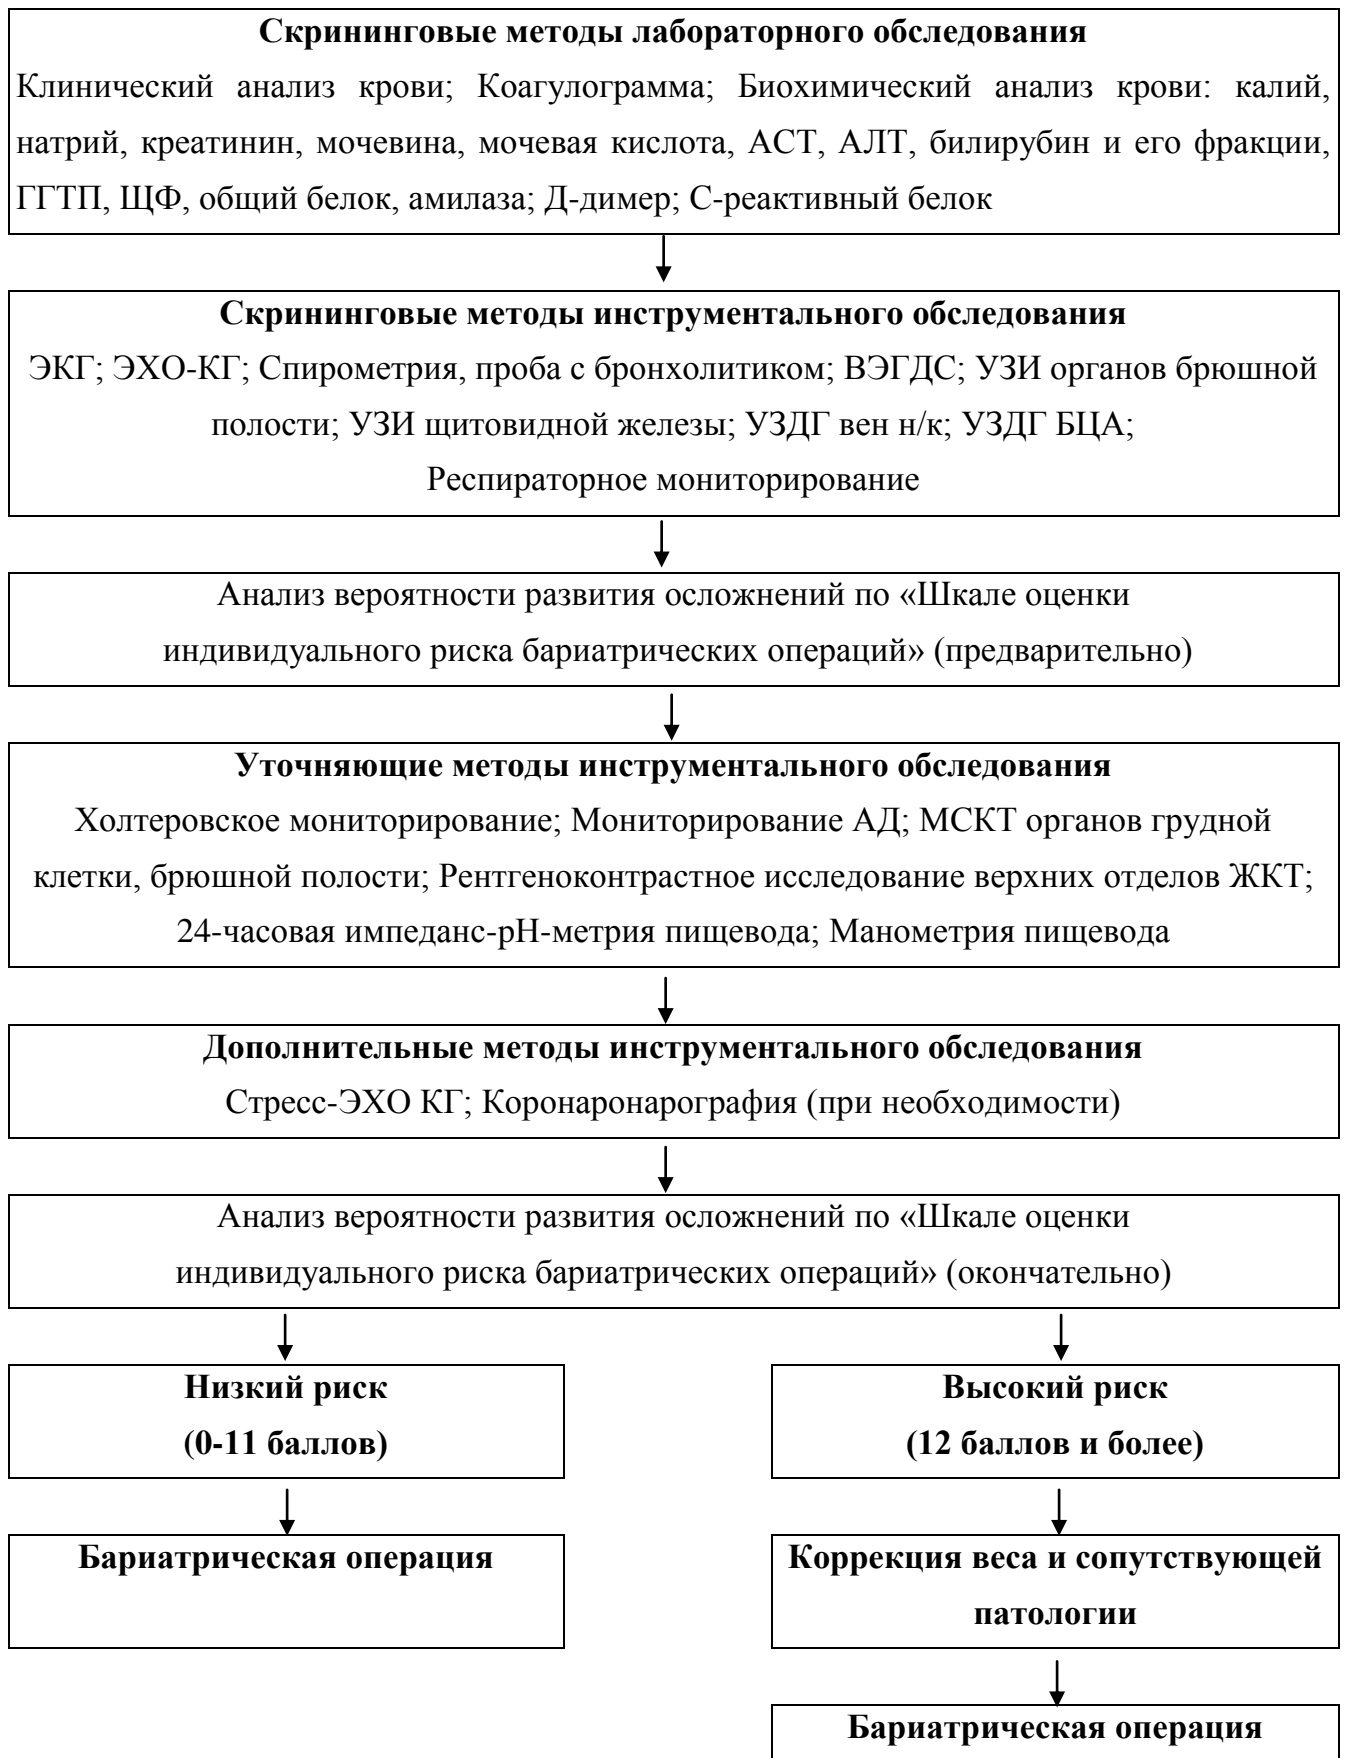 Скрининговые методы лабораторного обследования
Клинический анализ крови; Коагулограмма; Биохимический анализ крови: калий,
натрий, креатинин, мочевина, мочевая кислота, АСТ, АЛТ, билирубин и его фракции,
ГГТП, ЩФ, общий белок, амилаза; Д-димер; С-реактивный белок
Скрининговые методы инструментального обследования
ЭКГ; ЭХО-КГ; Спирометрия, проба с бронхолитиком; ВЭГДС; УЗИ органов брюшной
полости; УЗИ щитовидной железы; УЗДГ вен н/к; УЗДГ БЦА;
Респираторное мониторирование
Анализ вероятности развития осложнений по «Шкале оценки
индивидуального риска бариатрических операций» (предварительно)
Уточняющие методы инструментального обследования
Холтеровское мониторирование; Мониторирование АД; МСКТ органов грудной
клетки, брюшной полости; Рентгеноконтрастное исследование верхних отделов ЖКТ;
24-часовая импеданс-рН-метрия пищевода; Манометрия пищевода
Дополнительные методы инструментального обследования
Стресс-ЭХО КГ; Коронаронарография (при необходимости)
Анализ вероятности развития осложнений по «Шкале оценки
индивидуального риска бариатрических операций» (окончательно)
Низкий риск
(0-11 баллов)
Высокий риск
(12 баллов и более)
Бариатрическая операция
Коррекция веса и сопутствующей
патологии
Бариатрическая операция